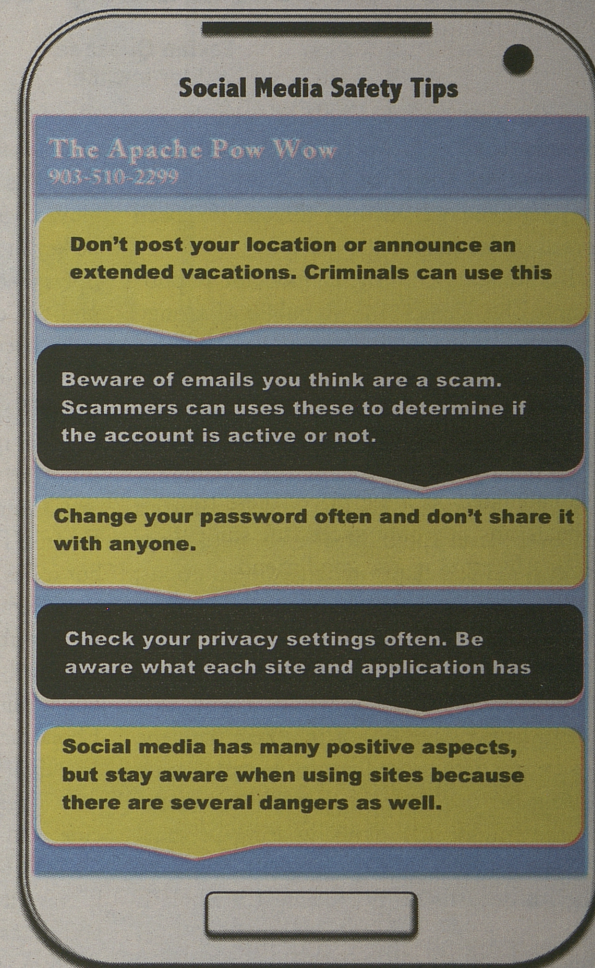 Social Media Safety Tips
The Apache Pow Wow
903-510-2299
Don't post your location or announce an
extended vacations. Criminals can use this
Beware of emails you think are a scam.
Scammers can uses these to determine if
the account is active or not.
Change your password often and don't share it
with anyone.
Check your privacy settings often. Be
aware what each site and application has
Social media has many positive aspects,
but stay aware when using sites because
there are several dangers as well.